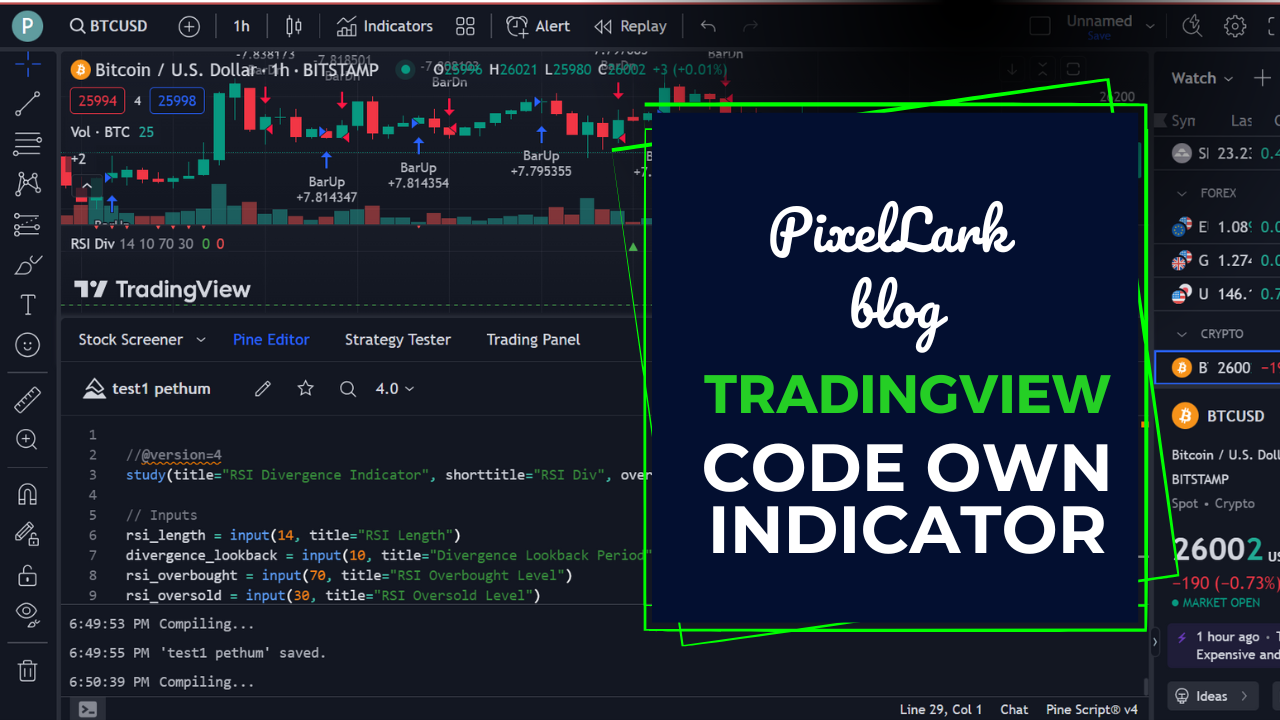 P
BTCUSD
1h
Indicators
Alert
Replay
Unnamed
Save
-7.838173
-7.818501
BarDn
Bitcoin / U.S. Dollar · 1h · BITSTAMP
O25996 H26021 L25980 C26002 +3 (+0.01%)
BarDn
26200
25994
4
25998
Vol · BTC 25
+2
BarUp
+7.814347
BarUp
+7.814354
BarUp
+7.795355
RSI Div 14 10 70 30 0 0
TradingView
Stock Screener
Pine Editor
Strategy Tester
Trading Panel
test1 pethum
4.0
1
2 //@version=4
3 study(title="RSI Divergence Indicator", shorttitle="RSI Div", over
4
5 // Inputs
6 rsi_length = input(14, title="RSI Length")
7 divergence_lookback = input(10, title="Divergence Lookback Period"
8 rsi_overbought = input(70, title="RSI Overbought Level")
9 rsi_oversold = input(30, title="RSI Oversold Level")
6:49:53 PM Compiling...
6:49:55 PM 'test1 pethum' saved.
6:50:39 PM Compiling...
Line 29, Col 1
Chat
Pine Script® v4
PixelLark
blog
TRADINGVIEW
CODE OWN
INDICATOR
Watch
Syn Las C
SI 23.23 0.4
FOREX
E 1.08 0.0
G 1.274 0.0
U 146.1 0.7
CRYPTO
B 2600 −19
BTCUSD
Bitcoin / U.S. Doll
BITSTAMP
Spot • Crypto
26002 US
−190 (−0.73%)
MARKET OPEN
1 hour ago ·
Expensive and
Ideas